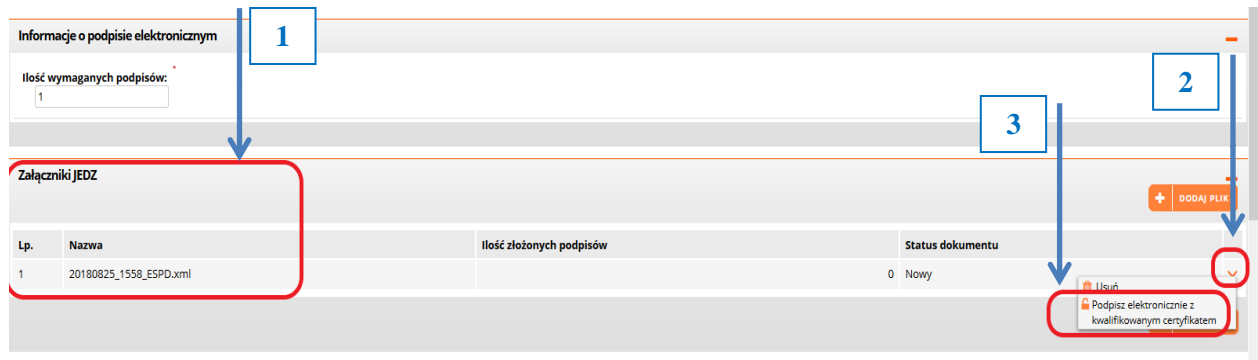 Informacje o podpisie elektronicznym
1
Ilość wymaganych podpisów: *
1
2
3
Załączniki JEDZ
+ DODAJ PLIK
Lp. Nazwa Ilość złożonych podpisów Status dokumentu
1 20180825_1558_ESPD.xml 0 Nowy
Usuń
Podpisz elektronicznie z
kwalifikowanym certyfikatem